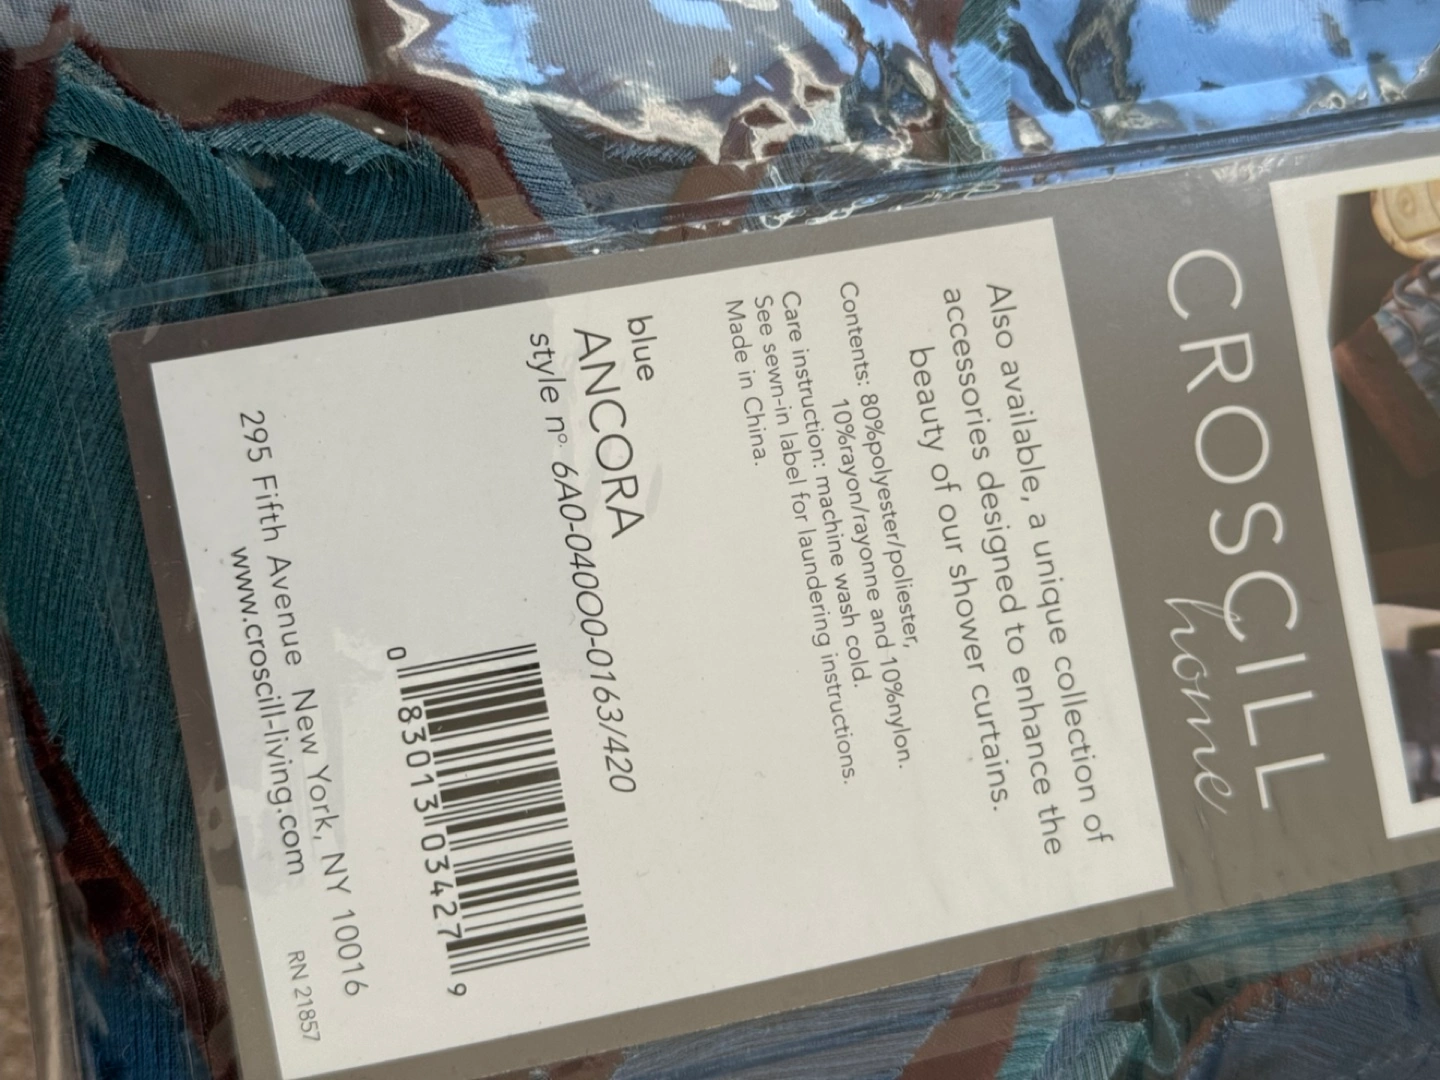 CROSCILL
home
Also available, a unique collection of
accessories designed to enhance the
beauty of our shower curtains.
Contents: 80%polyester/poliester,
10%rayon/rayonne and 10%nylon.
Care instruction: machine wash cold.
See sewn-in label for laundering instructions.
Made in China.
blue
ANCORA
style nº. 6A0-040O0-0163/420
0 83013 03427 9
295 Fifth Avenue New York, NY 10016
www.croscill-living.com
RN 21857